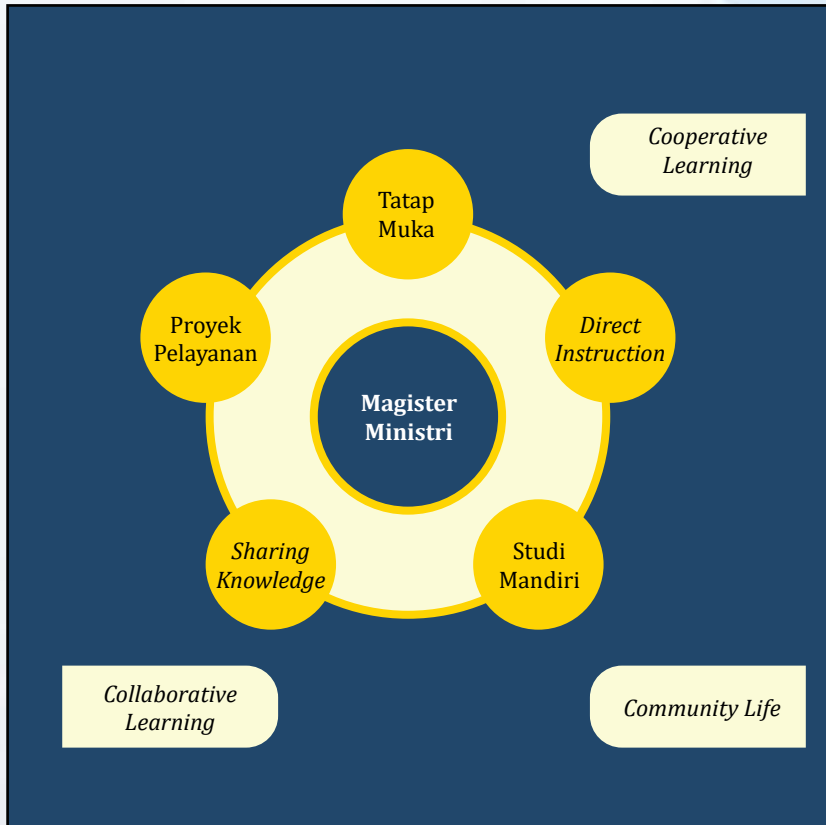 Cooperative
Learning
Tatap
Muka
Proyek
Pelayanan
Direct
Instruction
Magister
Ministri
Sharing
Knowledge
Studi
Mandiri
Collaborative
Learning
Community Life